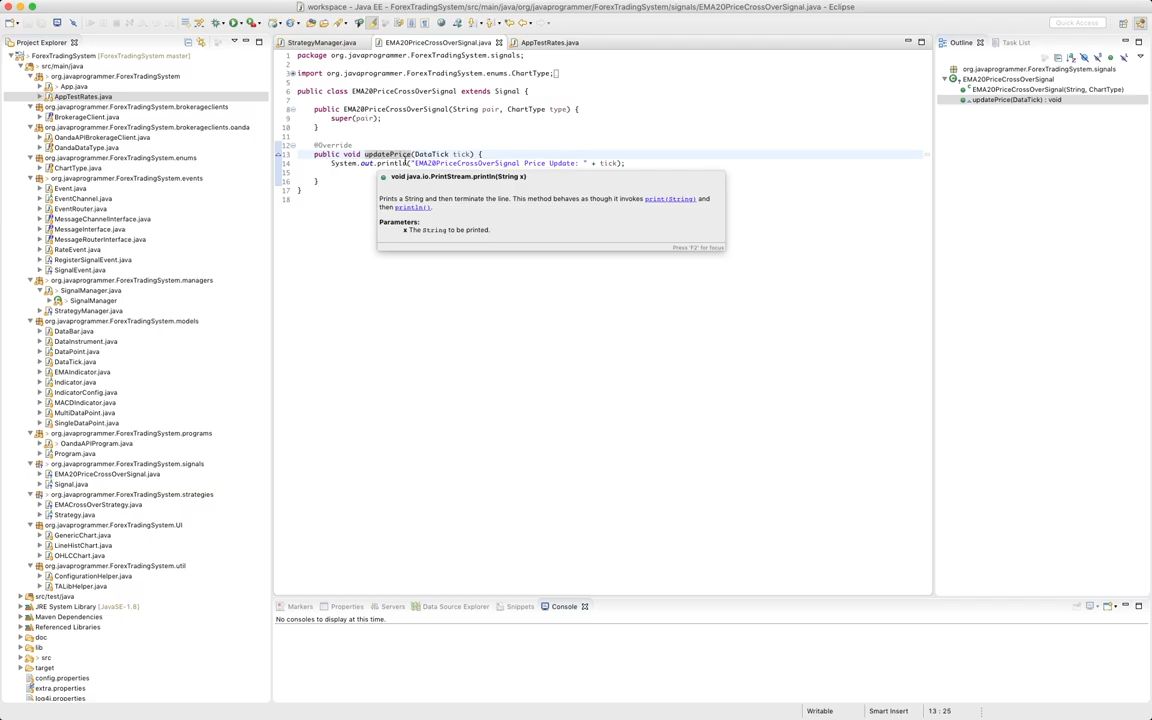 workspace - Java EE - ForexTradingSystem/src/main/java/org/javaprogrammer/ForexTradingSystem/signals/EMA20PriceCrossOverSignal.java - Eclipse
Quick Access
Project Explorer
ForexTradingSystem [ForexTradingSystem master]
src/main/java
org.javaprogrammer.ForexTradingSystem
> App.java
AppTestRates.java
org.javaprogrammer.ForexTradingSystem.brokerageclients
BrokerageClient.java
org.javaprogrammer.ForexTradingSystem.brokerageclients.oanda
OandaAPIBrokerageClient.java
OandaDataType.java
org.javaprogrammer.ForexTradingSystem.enums
ChartType.java
org.javaprogrammer.ForexTradingSystem.events
Event.java
EventChannel.java
EventRouter.java
MessageChannelInterface.java
MessageInterface.java
MessageRouterInterface.java
RateEvent.java
RegisterSignalEvent.java
SignalEvent.java
org.javaprogrammer.ForexTradingSystem.managers
> SignalManager.java
> SignalManager
StrategyManager.java
org.javaprogrammer.ForexTradingSystem.models
DataBar.java
DataInstrument.java
DataPoint.java
DataTick.java
EMAIndicator.java
Indicator.java
IndicatorConfig.java
MACDIndicator.java
MultiDataPoint.java
SingleDataPoint.java
org.javaprogrammer.ForexTradingSystem.programs
> OandaAPIProgram.java
Program.java
> org.javaprogrammer.ForexTradingSystem.signals
EMA20PriceCrossOverSignal.java
Signal.java
org.javaprogrammer.ForexTradingSystem.strategies
EMACrossOverStrategy.java
Strategy.java
org.javaprogrammer.ForexTradingSystem.UI
GenericChart.java
LineHistChart.java
OHLCChart.java
org.javaprogrammer.ForexTradingSystem.util
ConfigurationHelper.java
TALibHelper.java
src/test/java
JRE System Library [JavaSE-1.8]
Maven Dependencies
Referenced Libraries
doc
lib
> src
target
config.properties
extra.properties
log4j.properties
StrategyManager.java
EMA20PriceCrossOverSignal.java
AppTestRates.java
1 package org.javaprogrammer.ForexTradingSystem.signals;
2
3 import org.javaprogrammer.ForexTradingSystem.enums.ChartType;
5
6 public class EMA20PriceCrossOverSignal extends Signal {
7
8 public EMA20PriceCrossOverSignal(String pair, ChartType type) {
9 super(pair);
10 }
11
12 @Override
13 public void updatePrice(DataTick tick) {
14 System.out.println("EMA20PriceCrossOverSignal Price Update: " + tick);
15
16 }
17 }
18
void java.io.PrintStream.println(String x)
Prints a String and then terminate the line. This method behaves as though it invokes print(String) and
then println().
Parameters:
x The String to be printed.
Press 'F2' for focus
Outline
Task List
org.javaprogrammer.ForexTradingSystem.signals
EMA20PriceCrossOverSignal
EMA20PriceCrossOverSignal(String, ChartType)
updatePrice(DataTick) : void
Markers
Properties
Servers
Data Source Explorer
Snippets
Console
No consoles to display at this time.
Writable
Smart Insert
13 : 25